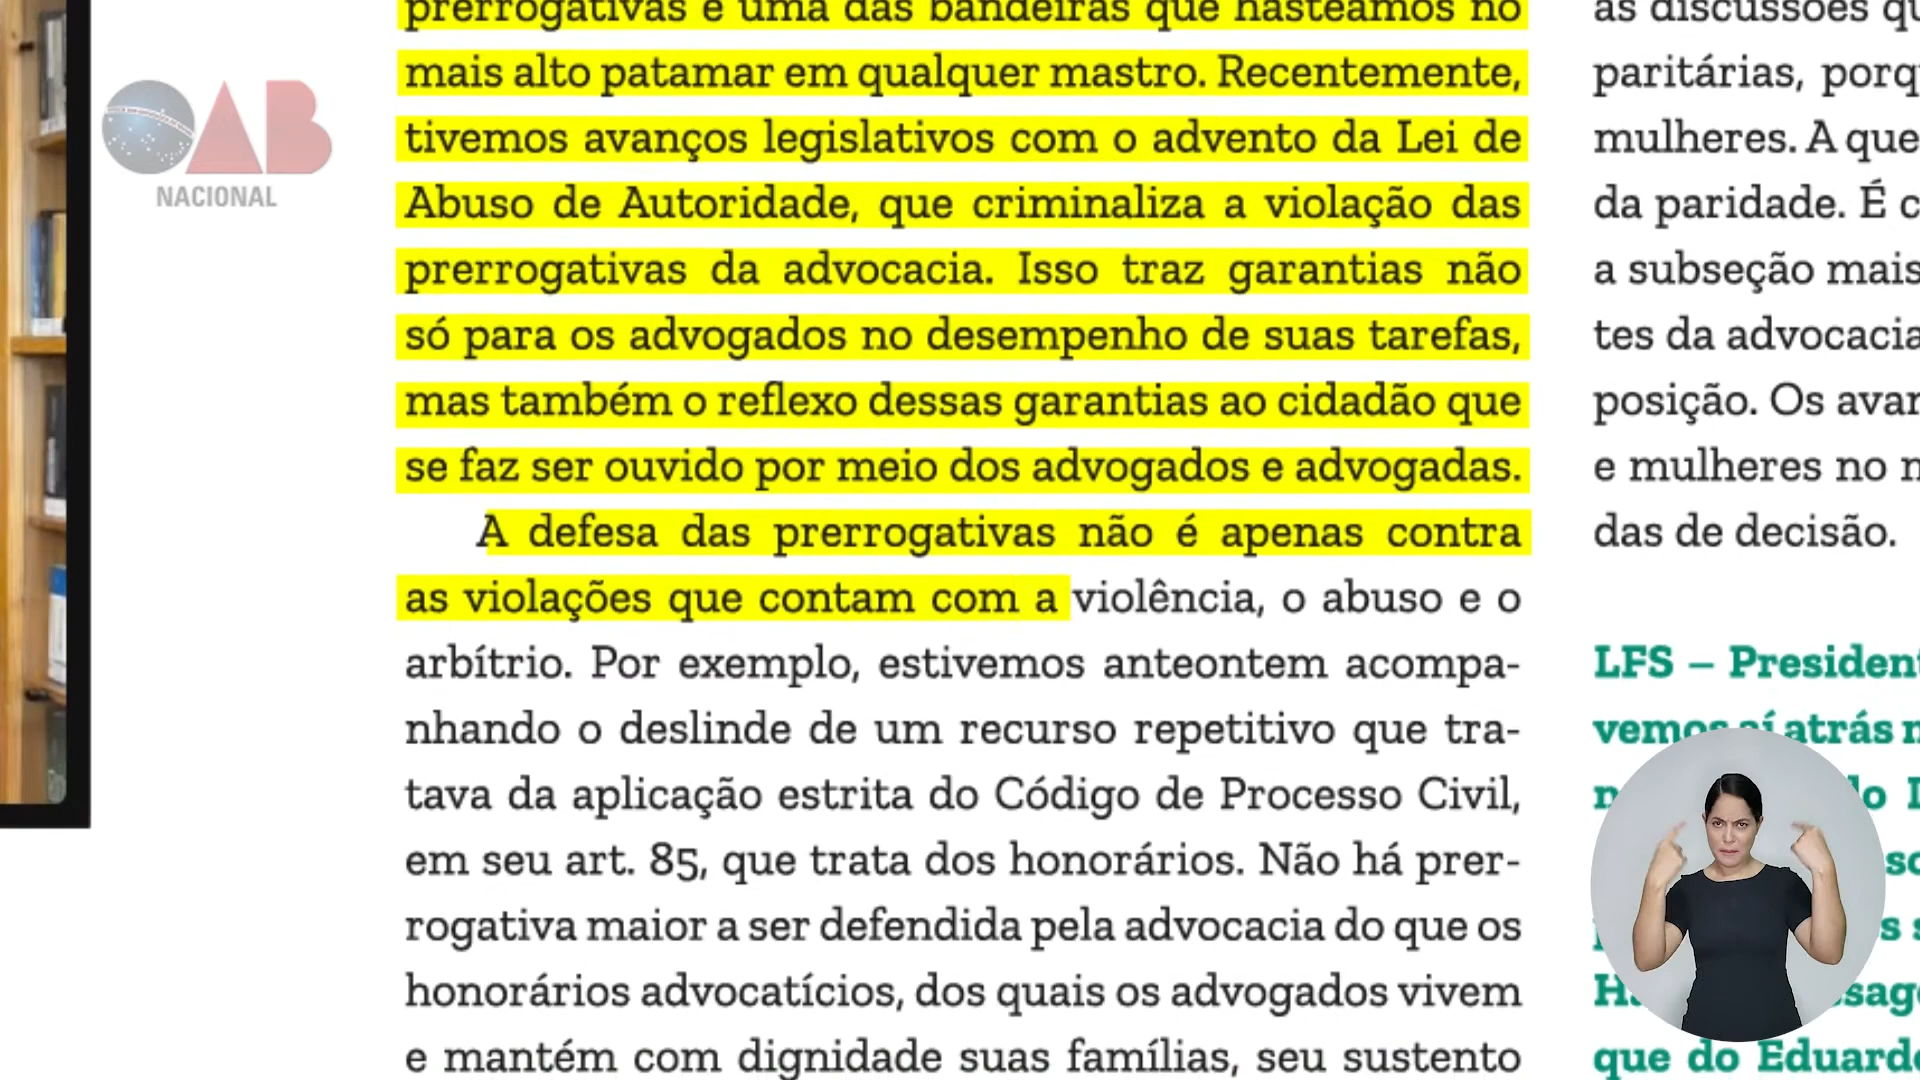 OAB
NACIONAL
prerrogativas é uma das bandeiras que hasteamos no
mais alto patamar em qualquer mastro. Recentemente,
tivemos avanços legislativos com o advento da Lei de
Abuso de Autoridade, que criminaliza a violação das
prerrogativas da advocacia. Isso traz garantias não
só para os advogados no desempenho de suas tarefas,
mas também o reflexo dessas garantias ao cidadão que
se faz ser ouvido por meio dos advogados e advogadas.
A defesa das prerrogativas não é apenas contra
as violações que contam com a violência, o abuso e o
arbítrio. Por exemplo, estivemos anteontem acompa-
nhando o deslinde de um recurso repetitivo que tra-
tava da aplicação estrita do Código de Processo Civil,
em seu art. 85, que trata dos honorários. Não há prer-
rogativa maior a ser defendida pela advocacia do que os
honorários advocatícios, dos quais os advogados vivem
e mantém com dignidade suas famílias, seu sustento
as discussões
paritárias,
mulheres. A que
da paridade. É
a subseção mais
tes da advocacia
posição. Os
e mulheres no
das de decisão.
LFS –
vemos aí atrás
que do